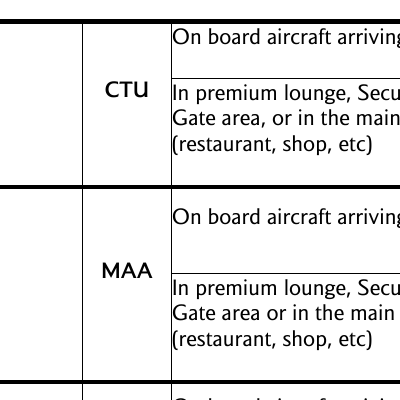 On board aircraft arriving
CTU
In premium lounge, Secu
Gate area, or in the main
(restaurant, shop, etc)
On board aircraft arriving
MAA
In premium lounge, Secu
Gate area or in the main
(restaurant, shop, etc)